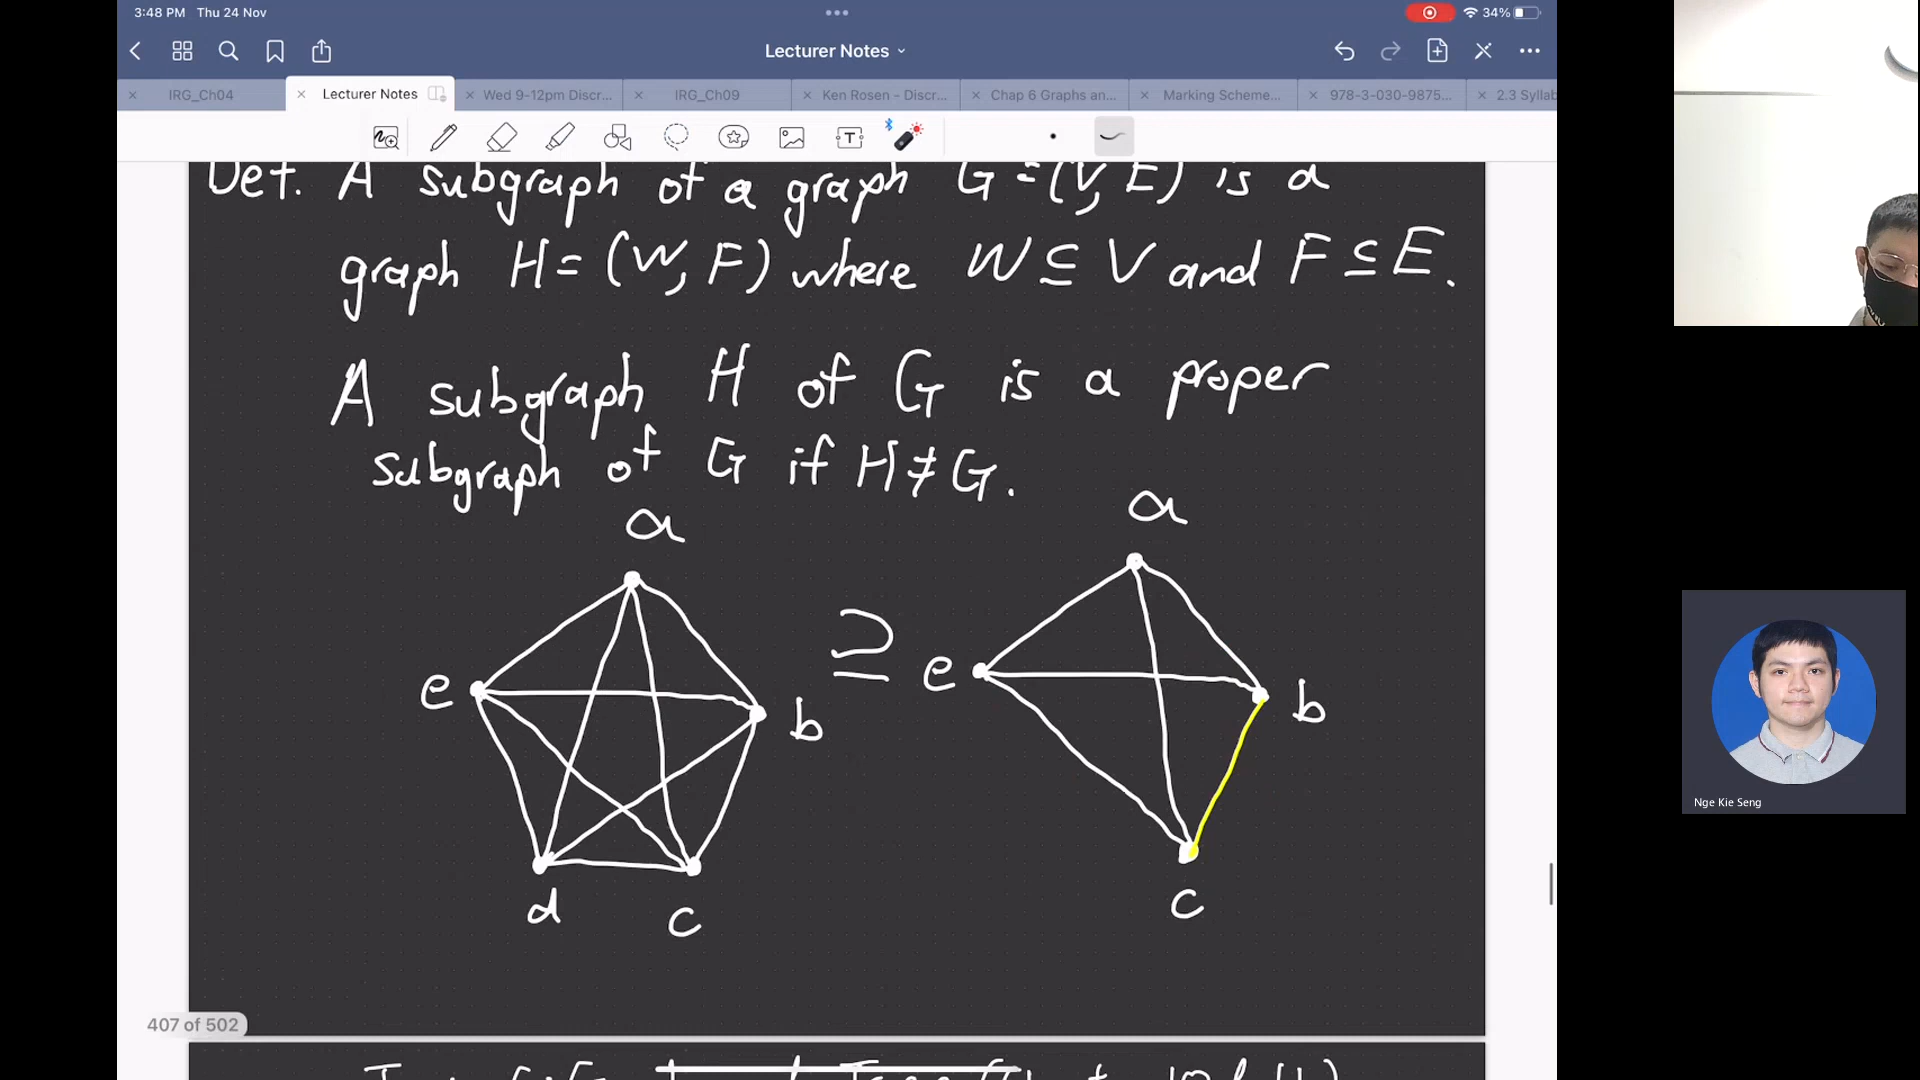 3:48 PM Thu 24 Nov
34%
Lecturer Notes
IRG_Ch04
Lecturer Notes
Wed 9-12pm Discr...
IRG_Ch09
Ken Rosen - Discr...
Chap 6 Graphs an...
Marking Scheme...
978-3-030-9875...
2.3 Syllab
T
Def. A subgraph of a graph G = (V, E) is a
graph H = (W, F) where W ⊆ V and F ⊆ E.
A subgraph H of G is a proper
subgraph of G if H ≠ G.
a
a
e
b
⊇
e
b
d
c
c
Nge Kie Seng
407 of 502